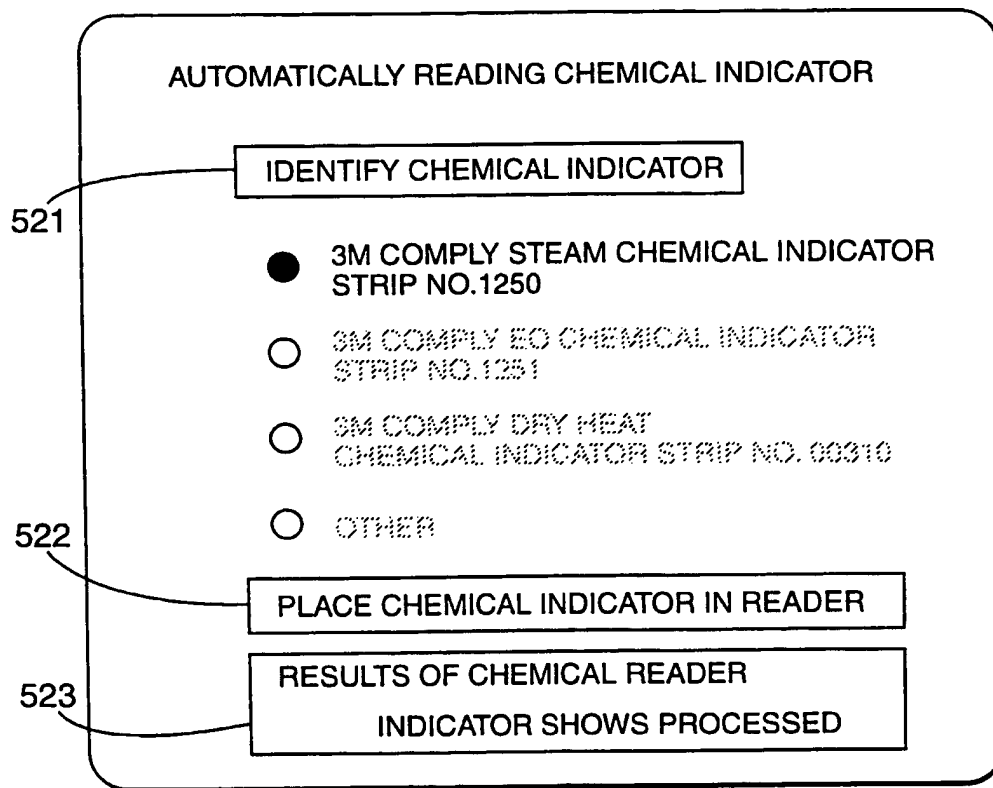 AUTOMATICALLY READING CHEMICAL INDICATOR
IDENTIFY CHEMICAL INDICATOR
521
3M COMPLY STEAM CHEMICAL INDICATOR
STRIP NO.1250
3M COMPLY EO CHEMICAL INDICATOR
STRIP NO.1251
3M COMPLY DRY HEAT
CHEMICAL INDICATOR STRIP NO. 00310
OTHER
522
PLACE CHEMICAL INDICATOR IN READER
RESULTS OF CHEMICAL READER
523
INDICATOR SHOWS PROCESSED